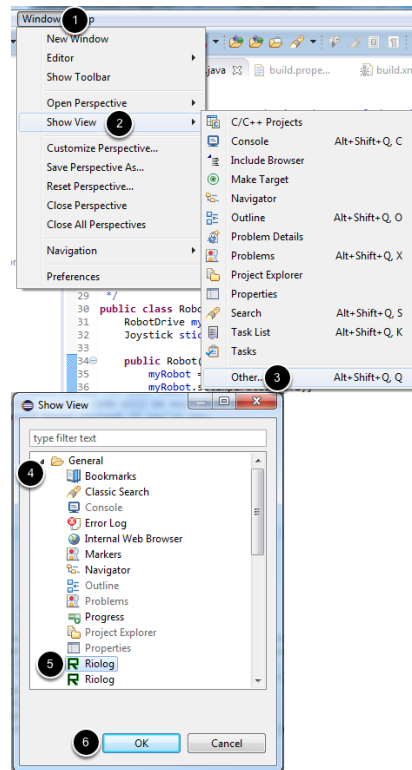 Window 1 p
New Window
Editor
Show Toolbar
Open Perspective
Show View 2
Customize Perspective...
Save Perspective As...
Reset Perspective...
Close Perspective
Close All Perspectives
Navigation
Preferences
.java build.prope... build.xn
C/C++ Projects
Console Alt+Shift+Q, C
Include Browser
Make Target
Navigator
Outline Alt+Shift+Q, O
Problem Details
Problems Alt+Shift+Q, X
Project Explorer
Properties
Search Alt+Shift+Q, S
Task List Alt+Shift+Q, K
Tasks
Other... 3 Alt+Shift+Q, Q
29 */
30 public class Robo
31 RobotDrive my
32 Joystick stic
33
34 public Robot(
35 myRobot =
36 myRobot.
Show View
type filter text
4 General
Bookmarks
Classic Search
Console
Error Log
Internal Web Browser
Markers
Navigator
Outline
Problems
Progress
Project Explorer
Properties
5 Riolog
Riolog
6 OK Cancel